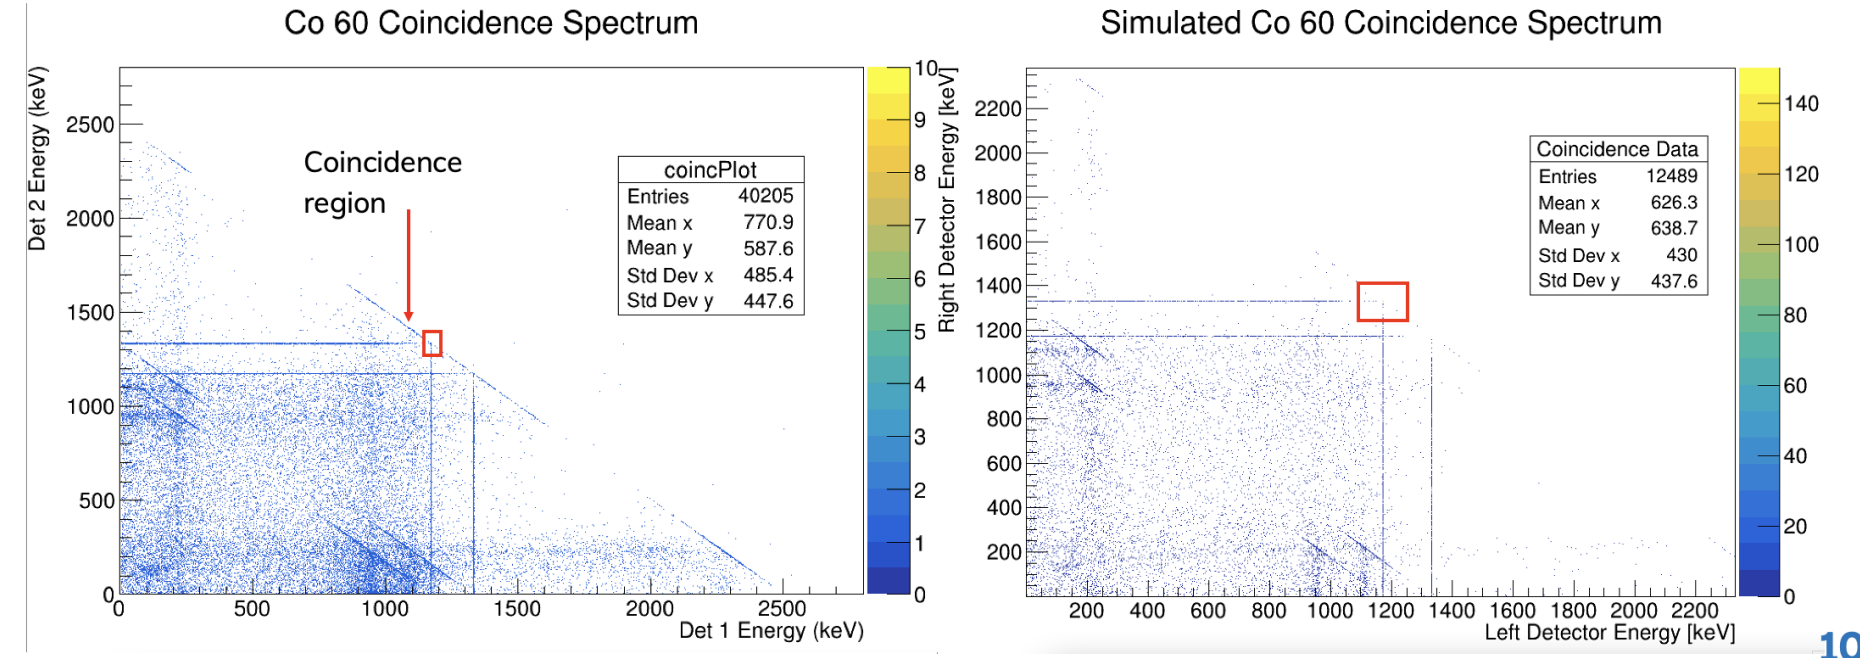 Co 60 Coincidence Spectrum
Det 2 Energy (keV)
2500
2000
1500
1000
500
0
Coincidence
region
coincPlot
Entries 40205
Mean x 770.9
Mean y 587.6
Std Dev x 485.4
Std Dev y 447.6
0 500 1000 1500 2000 2500
Det 1 Energy (keV)
10
9
8
7
6
5
4
3
2
1
0
Simulated Co 60 Coincidence Spectrum
Right Detector Energy [keV]
2200
2000
1800
1600
1400
1200
1000
800
600
400
200
Coincidence Data
Entries 12489
Mean x 626.3
Mean y 638.7
Std Dev x 430
Std Dev y 437.6
200 400 600 800 1000 1200 1400 1600 1800 2000 2200
Left Detector Energy [keV]
140
120
100
80
60
40
20
0
10